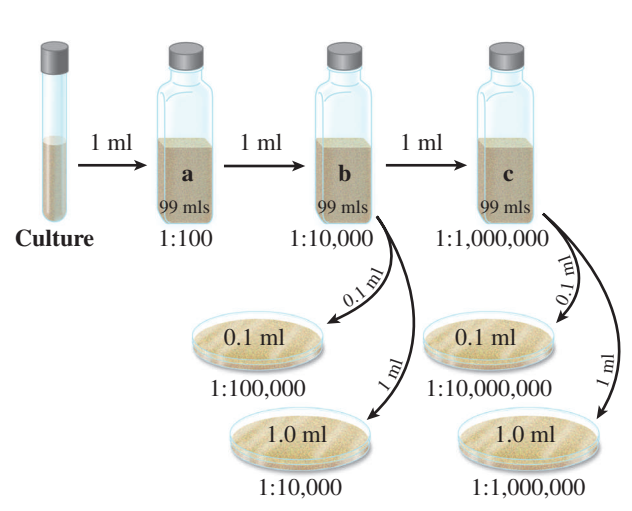 1 ml
1 ml
1 ml
a
b
c
99 mls
99 mls
99 mls
Culture
1:100
1:10,000
1:1,000,000
0.1 ml
0.1 ml
0.1 ml
0.1 ml
1 ml
1 ml
1:100,000
1:10,000,000
1.0 ml
1.0 ml
1:10,000
1:1,000,000